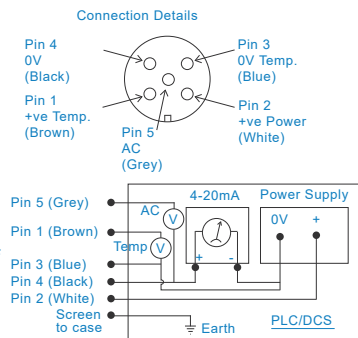 Connection Details
Pin 4
0V
(Black)
Pin 3
0V Temp.
(Blue)
Pin 1
+ve Temp.
(Brown)
Pin 2
+ve Power
(White)
Pin 5
AC
(Grey)
Pin 5 (Grey)
Pin 1 (Brown)
Pin 3 (Blue)
Pin 4 (Black)
Pin 2 (White)
Screen
to case
AC
V
Temp
V
4-20mA
+ -
Power Supply
0V +
Earth
PLC/DCS